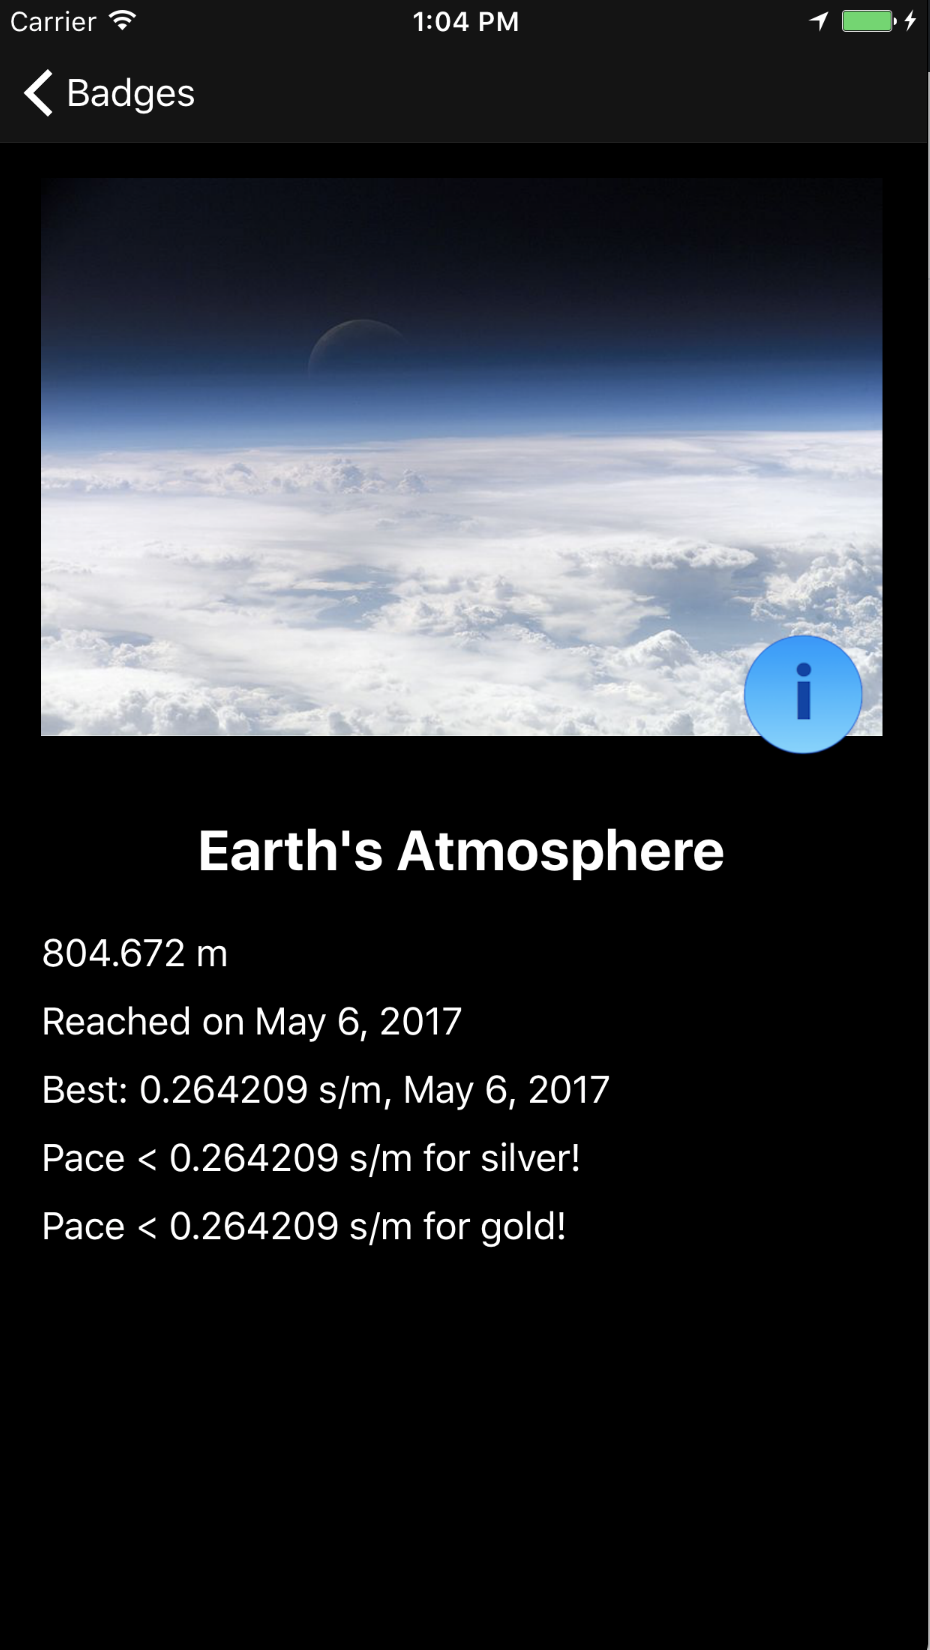 Carrier 1:04 PM
Badges
i
Earth's Atmosphere
804.672 m
Reached on May 6, 2017
Best: 0.264209 s/m, May 6, 2017
Pace < 0.264209 s/m for silver!
Pace < 0.264209 s/m for gold!